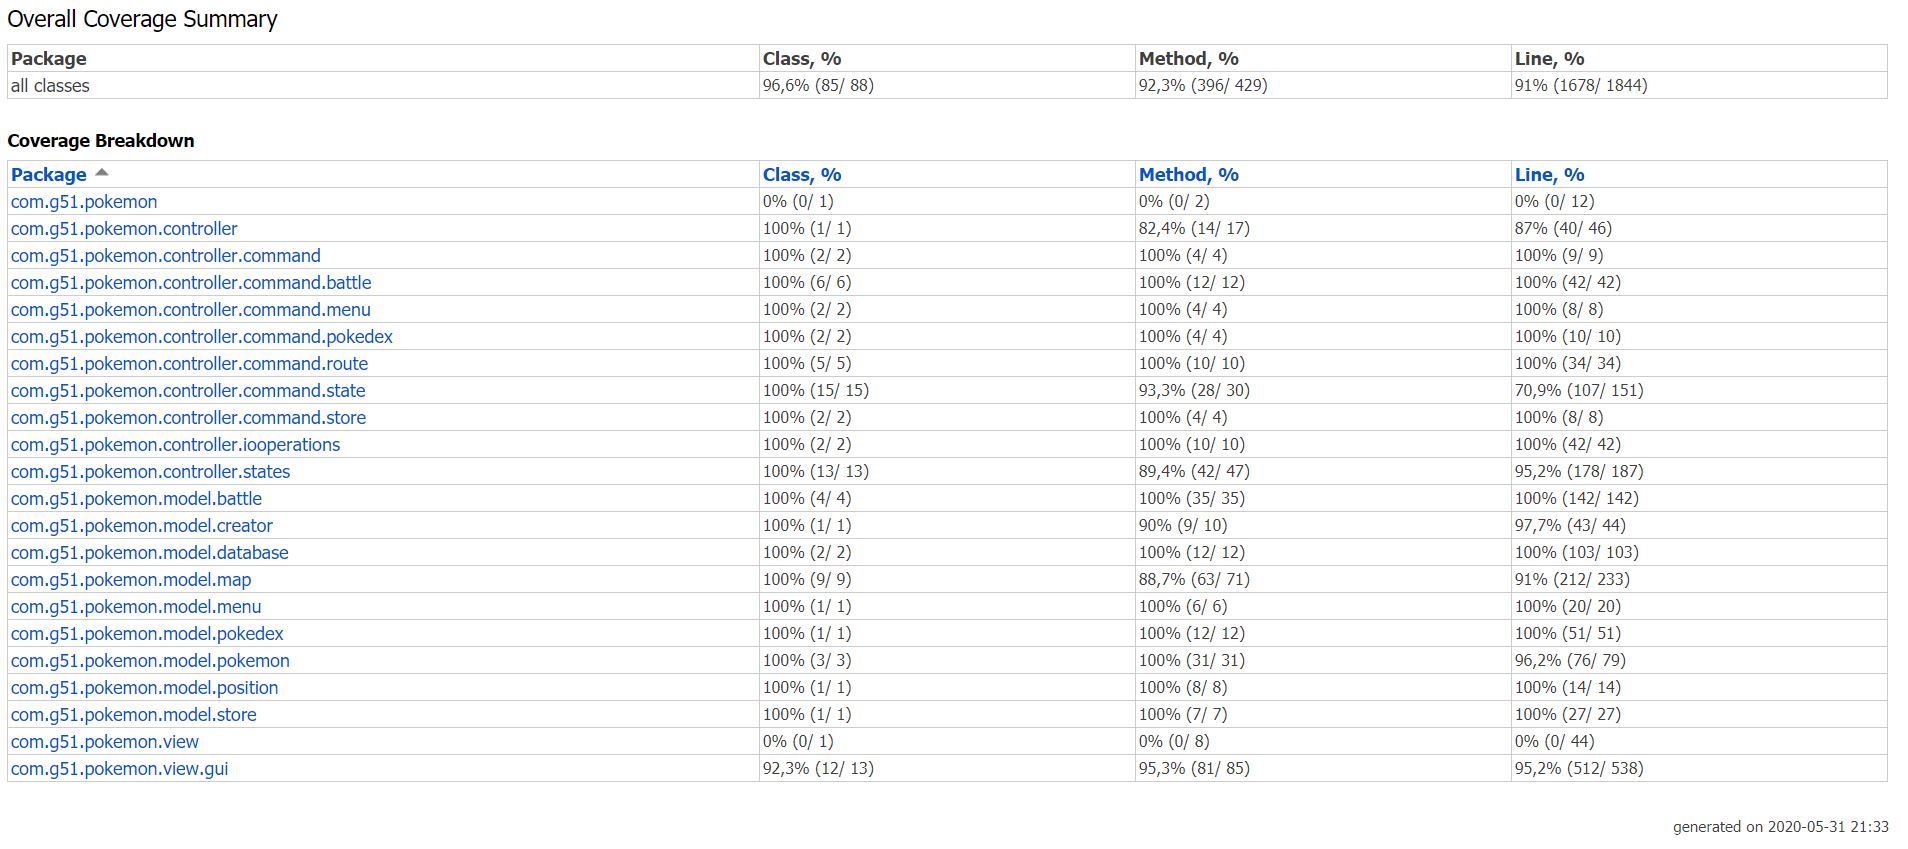 Overall Coverage Summary
Package Class, % Method, % Line, %
all classes 96,6% (85/ 88) 92,3% (396/ 429) 91% (1678/ 1844)
Coverage Breakdown
Package Class, % Method, % Line, %
com.g51.pokemon 0% (0/ 1) 0% (0/ 2) 0% (0/ 12)
com.g51.pokemon.controller 100% (1/ 1) 82,4% (14/ 17) 87% (40/ 46)
com.g51.pokemon.controller.command 100% (2/ 2) 100% (4/ 4) 100% (9/ 9)
com.g51.pokemon.controller.command.battle 100% (6/ 6) 100% (12/ 12) 100% (42/ 42)
com.g51.pokemon.controller.command.menu 100% (2/ 2) 100% (4/ 4) 100% (8/ 8)
com.g51.pokemon.controller.command.pokedex 100% (2/ 2) 100% (4/ 4) 100% (10/ 10)
com.g51.pokemon.controller.command.route 100% (5/ 5) 100% (10/ 10) 100% (34/ 34)
com.g51.pokemon.controller.command.state 100% (15/ 15) 93,3% (28/ 30) 70,9% (107/ 151)
com.g51.pokemon.controller.command.store 100% (2/ 2) 100% (4/ 4) 100% (8/ 8)
com.g51.pokemon.controller.iooperations 100% (2/ 2) 100% (10/ 10) 100% (42/ 42)
com.g51.pokemon.controller.states 100% (13/ 13) 89,4% (42/ 47) 95,2% (178/ 187)
com.g51.pokemon.model.battle 100% (4/ 4) 100% (35/ 35) 100% (142/ 142)
com.g51.pokemon.model.creator 100% (1/ 1) 90% (9/ 10) 97,7% (43/ 44)
com.g51.pokemon.model.database 100% (2/ 2) 100% (12/ 12) 100% (103/ 103)
com.g51.pokemon.model.map 100% (9/ 9) 88,7% (63/ 71) 91% (212/ 233)
com.g51.pokemon.model.menu 100% (1/ 1) 100% (6/ 6) 100% (20/ 20)
com.g51.pokemon.model.pokedex 100% (1/ 1) 100% (12/ 12) 100% (51/ 51)
com.g51.pokemon.model.pokemon 100% (3/ 3) 100% (31/ 31) 96,2% (76/ 79)
com.g51.pokemon.model.position 100% (1/ 1) 100% (8/ 8) 100% (14/ 14)
com.g51.pokemon.model.store 100% (1/ 1) 100% (7/ 7) 100% (27/ 27)
com.g51.pokemon.view 0% (0/ 1) 0% (0/ 8) 0% (0/ 44)
com.g51.pokemon.view.gui 92,3% (12/ 13) 95,3% (81/ 85) 95,2% (512/ 538)
generated on 2020-05-31 21:33